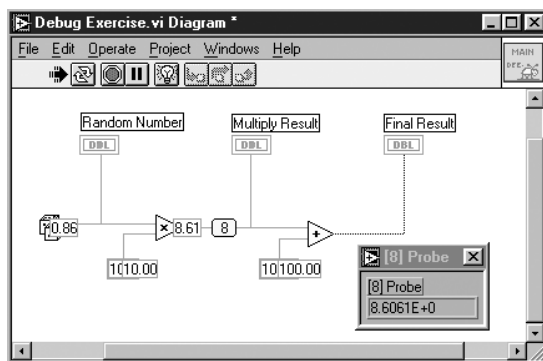 Debug Exercise.vi Diagram *
File Edit Operate Project Windows Help
MAIN
Random Number
Multiply Result
Final Result
DBL
DBL
DBL
0.86
8.61
8
10.00
100.00
[8] Probe
[8] Probe
8.6061E+0